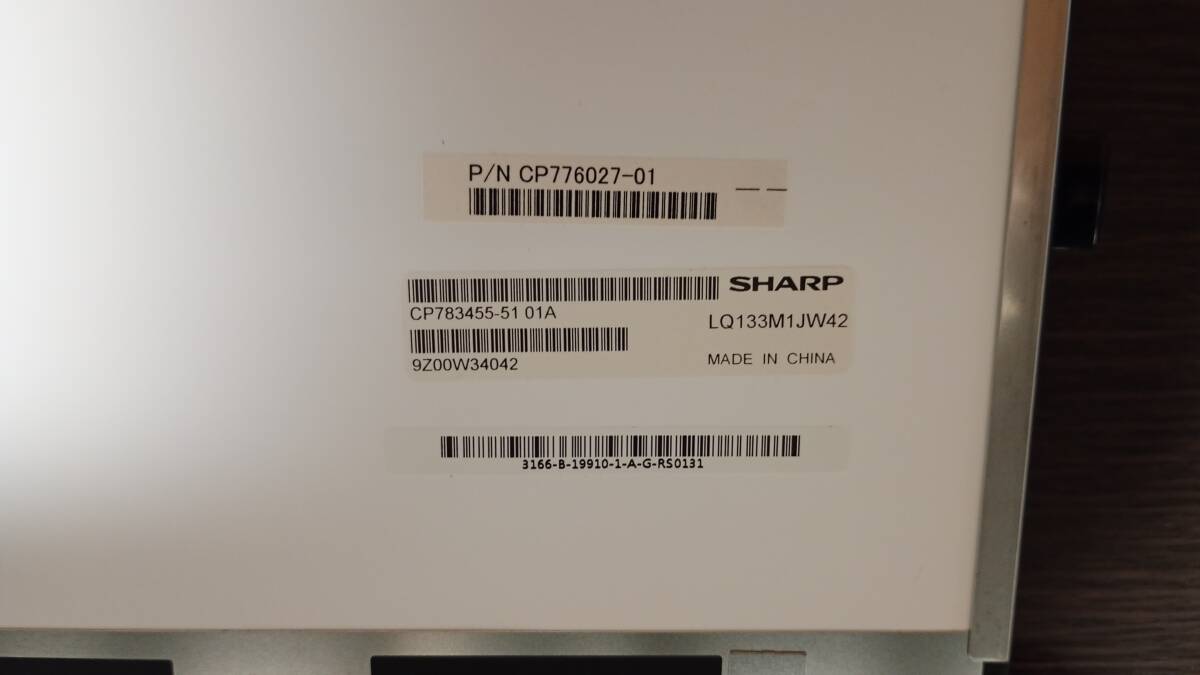 P/N CP776027-01
SHARP
CP783455-51 01A
LQ133M1JW42
9Z00W34042
MADE IN CHINA
3166-B-19910-1-A-G-RS0131